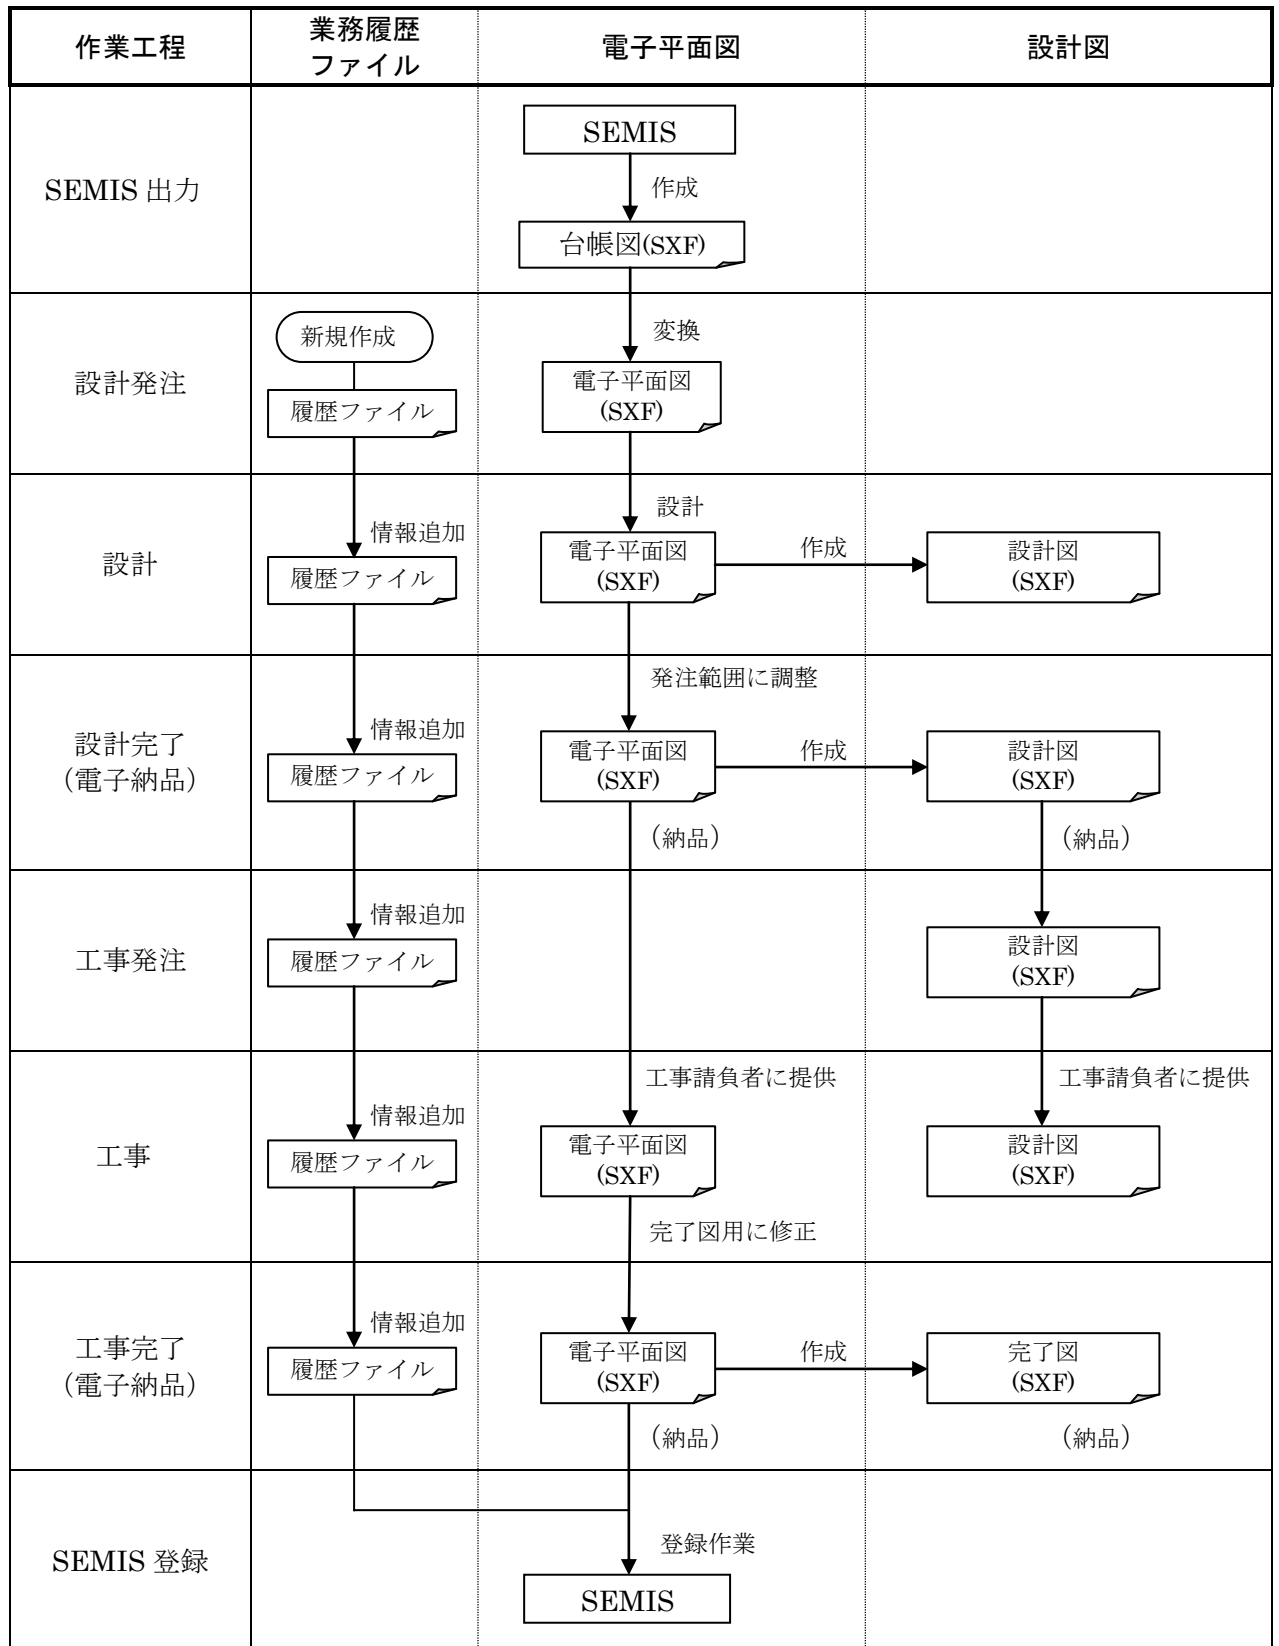 作業工程
業務履歴
ファイル
電子平面図
設計図
SEMIS 出力
SEMIS
作成
台帳図(SXF)
設計発注
新規作成
履歴ファイル
変換
電子平面図
(SXF)
設計
情報追加
履歴ファイル
設計
電子平面図
(SXF)
作成
設計図
(SXF)
設計完了
（電子納品）
情報追加
履歴ファイル
発注範囲に調整
電子平面図
(SXF)
（納品）
作成
設計図
(SXF)
（納品）
工事発注
情報追加
履歴ファイル
設計図
(SXF)
工事
情報追加
履歴ファイル
工事請負者に提供
電子平面図
(SXF)
完了図用に修正
工事請負者に提供
設計図
(SXF)
工事完了
（電子納品）
情報追加
履歴ファイル
電子平面図
(SXF)
（納品）
作成
完了図
(SXF)
（納品）
SEMIS 登録
登録作業
SEMIS